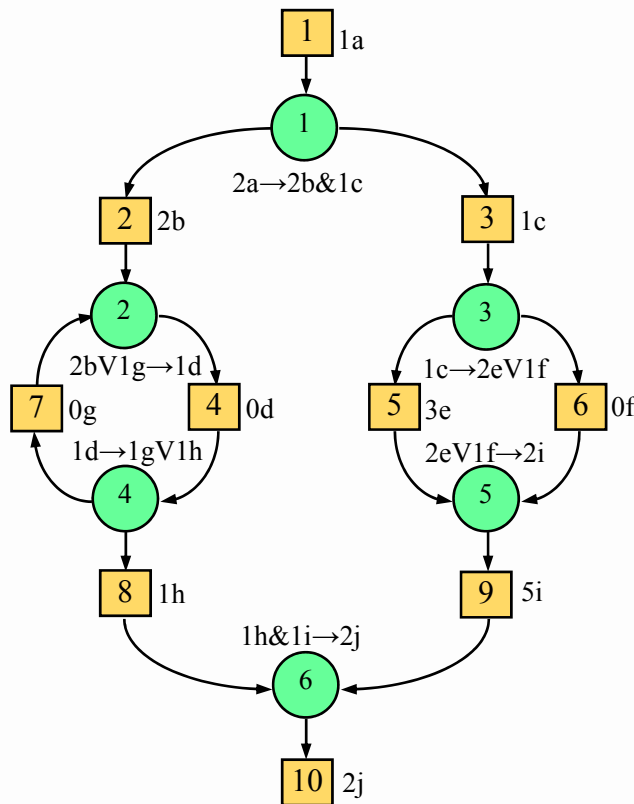 1 1a
1
2a→2b&1c
2 2b
3 1c
2
3
2bV1g→1d
1c→2eV1f
7 0g
4 0d
5 3e
6 0f
1d→1gV1h
2eV1f→2i
4
5
8 1h
9 5i
1h&1i→2j
6
10 2j